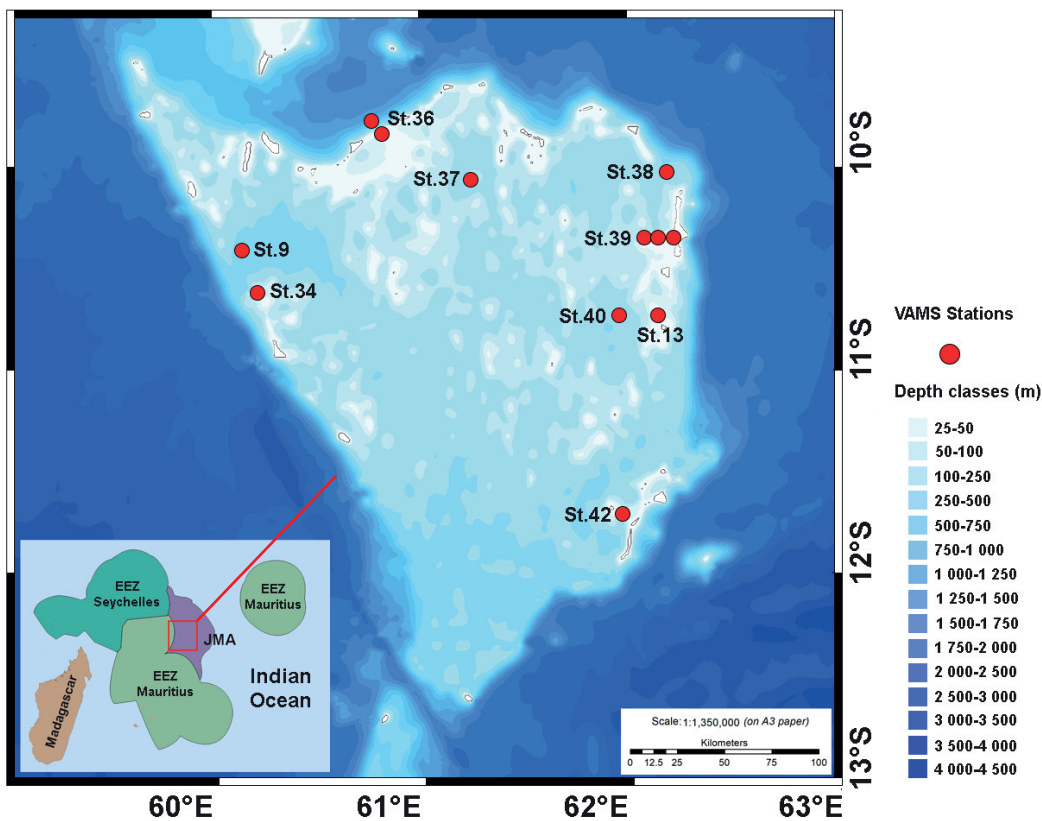 St.36
St.37
St.38
St.39
St.9
St.34
St.40
St.13
St.42
10°S
11°S
12°S
13°S
60°E
61°E
62°E
63°E
VAMS Stations
Depth classes (m)
25-50
50-100
100-250
250-500
500-750
750-1 000
1 000-1 250
1 250-1 500
1 500-1 750
1 750-2 000
2 000-2 500
2 500-3 000
3 000-3 500
3 500-4 000
4 000-4 500
EEZ
Seychelles
EEZ
Mauritius
JMA
EEZ
Mauritius
Madagascar
Indian
Ocean
Scale:1:1,350,000 (on A3 paper)
Kilometers
0 12.5 25 50 75 100